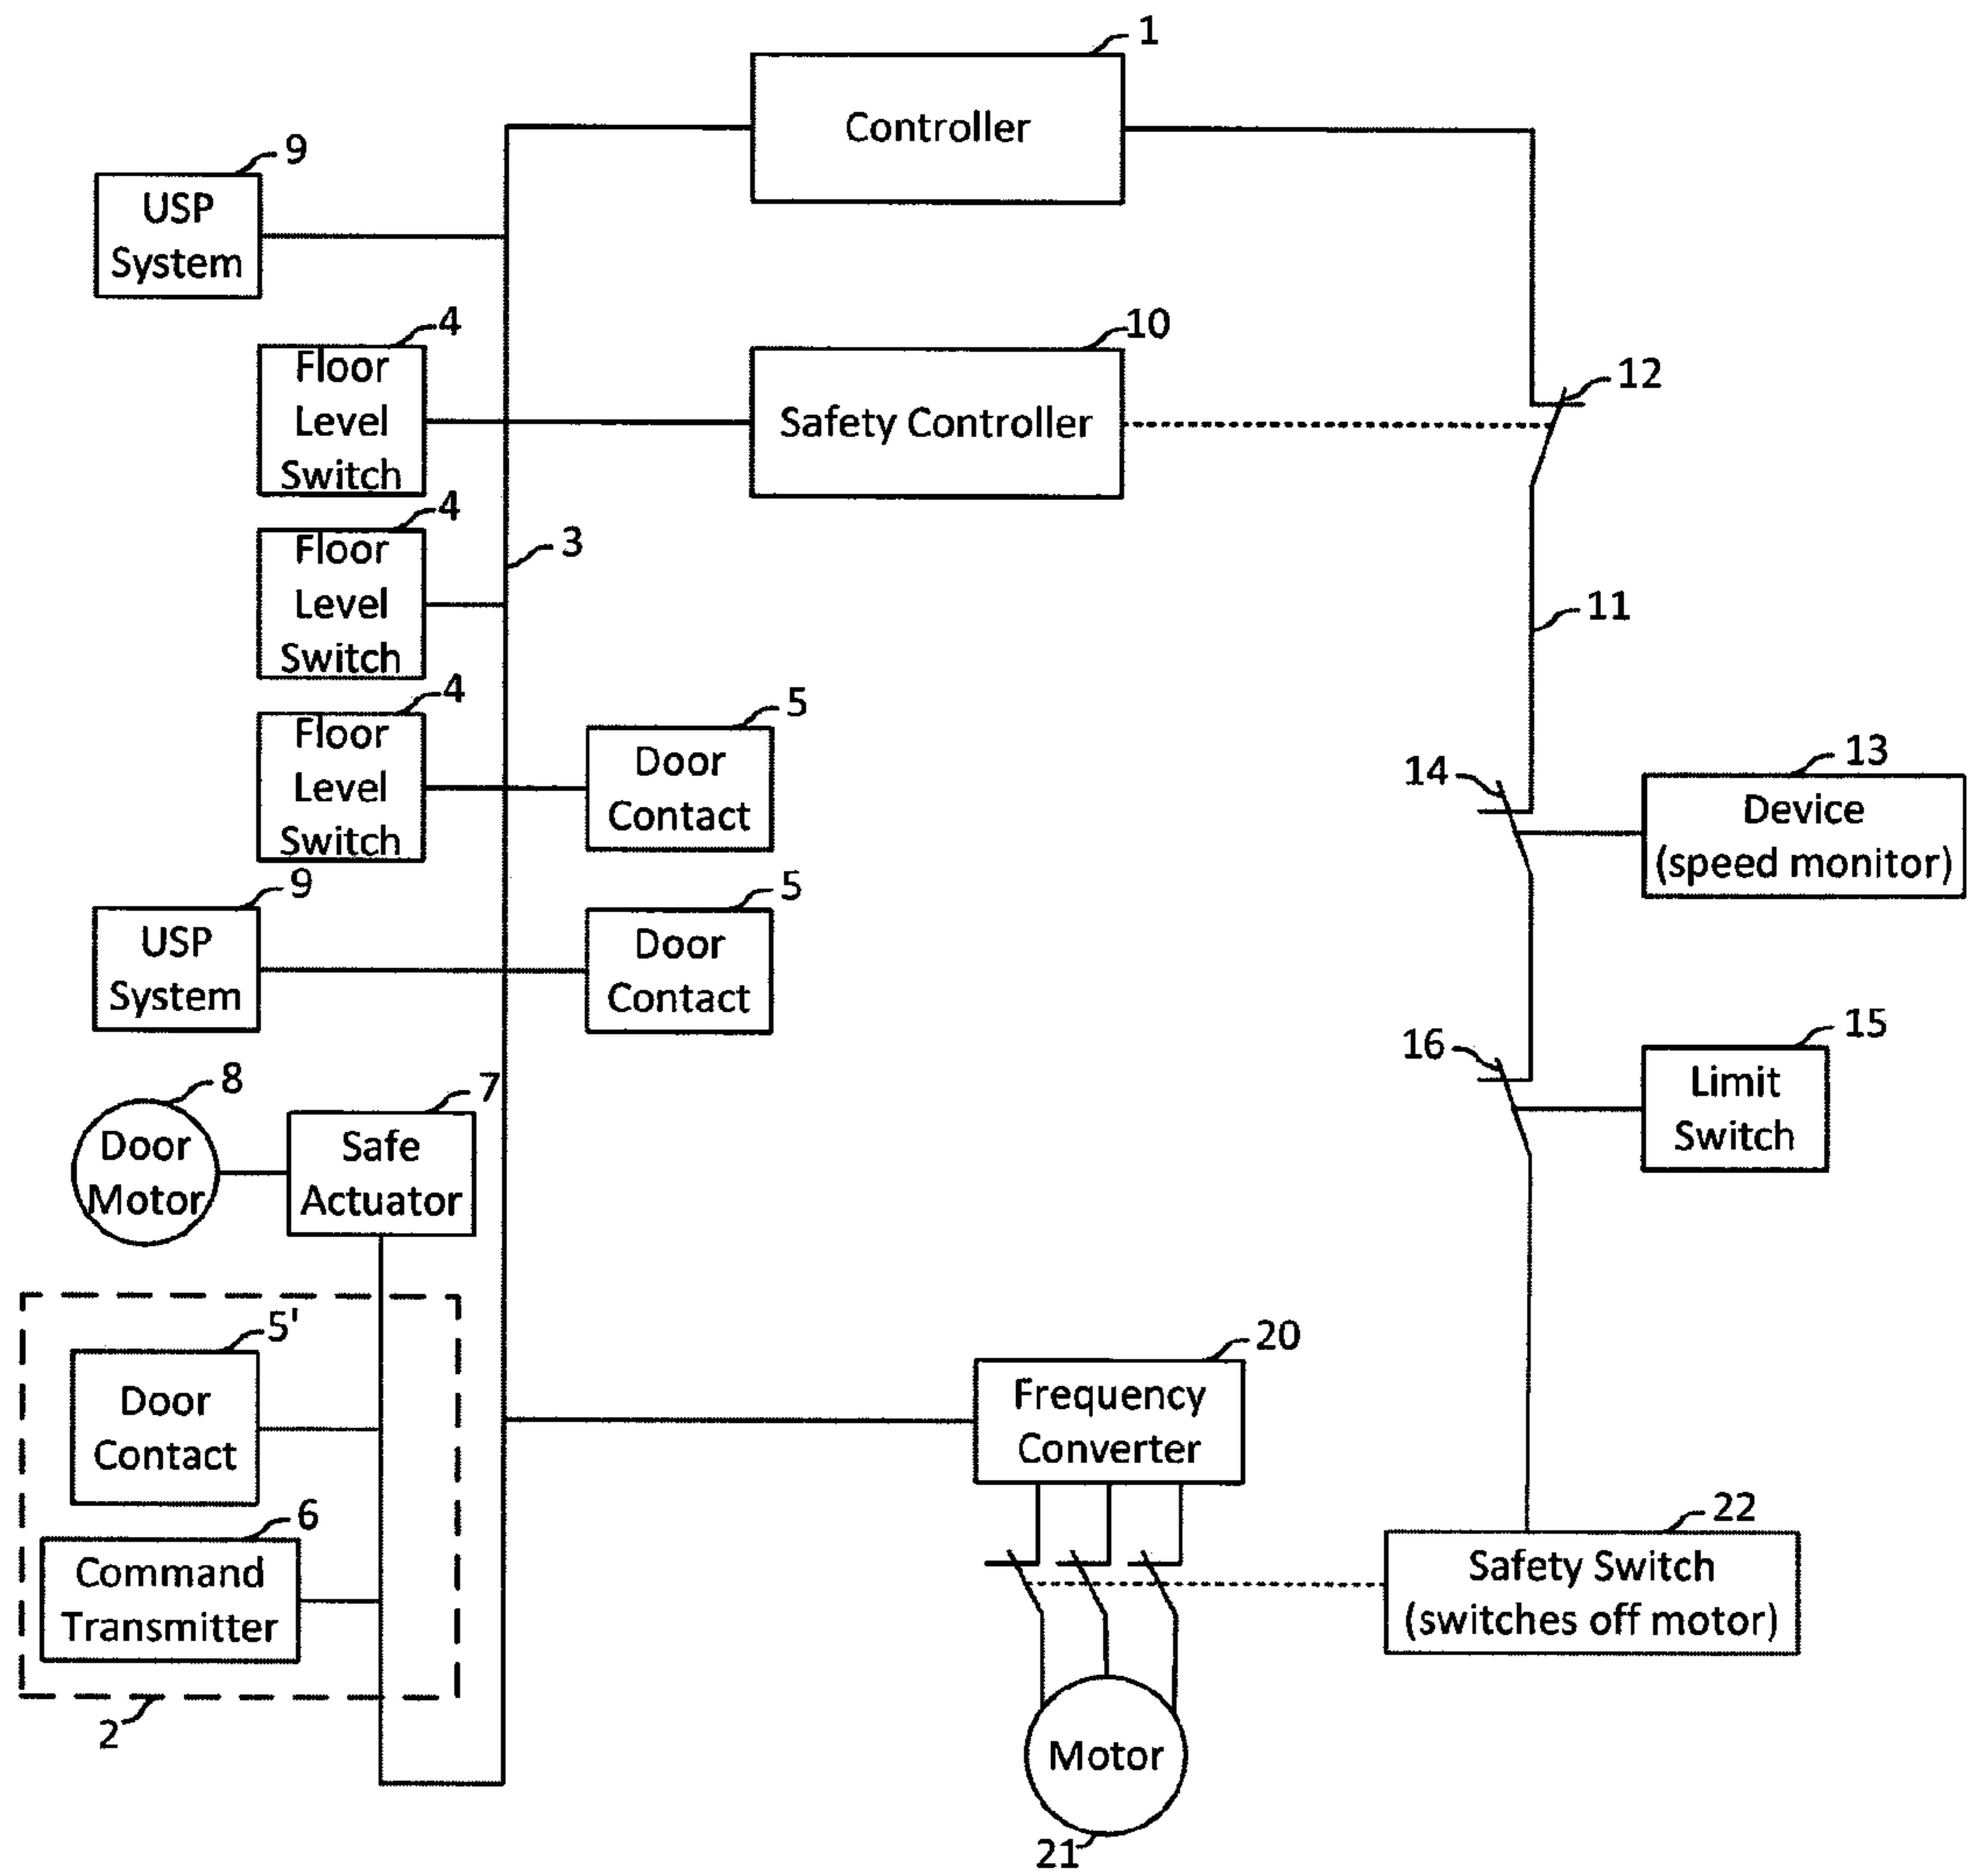 1
Controller
9
USP
System
4
Floor
Level
Switch
10
Safety Controller
12
4
Floor
Level
Switch
3
11
4
Floor
Level
Switch
5
Door
Contact
14
13
Device
(speed monitor)
9
USP
System
5
Door
Contact
16
15
Limit
Switch
8
Door
Motor
7
Safe
Actuator
5'
Door
Contact
6
Command
Transmitter
2
20
Frequency
Converter
22
Safety Switch
(switches off motor)
Motor
21